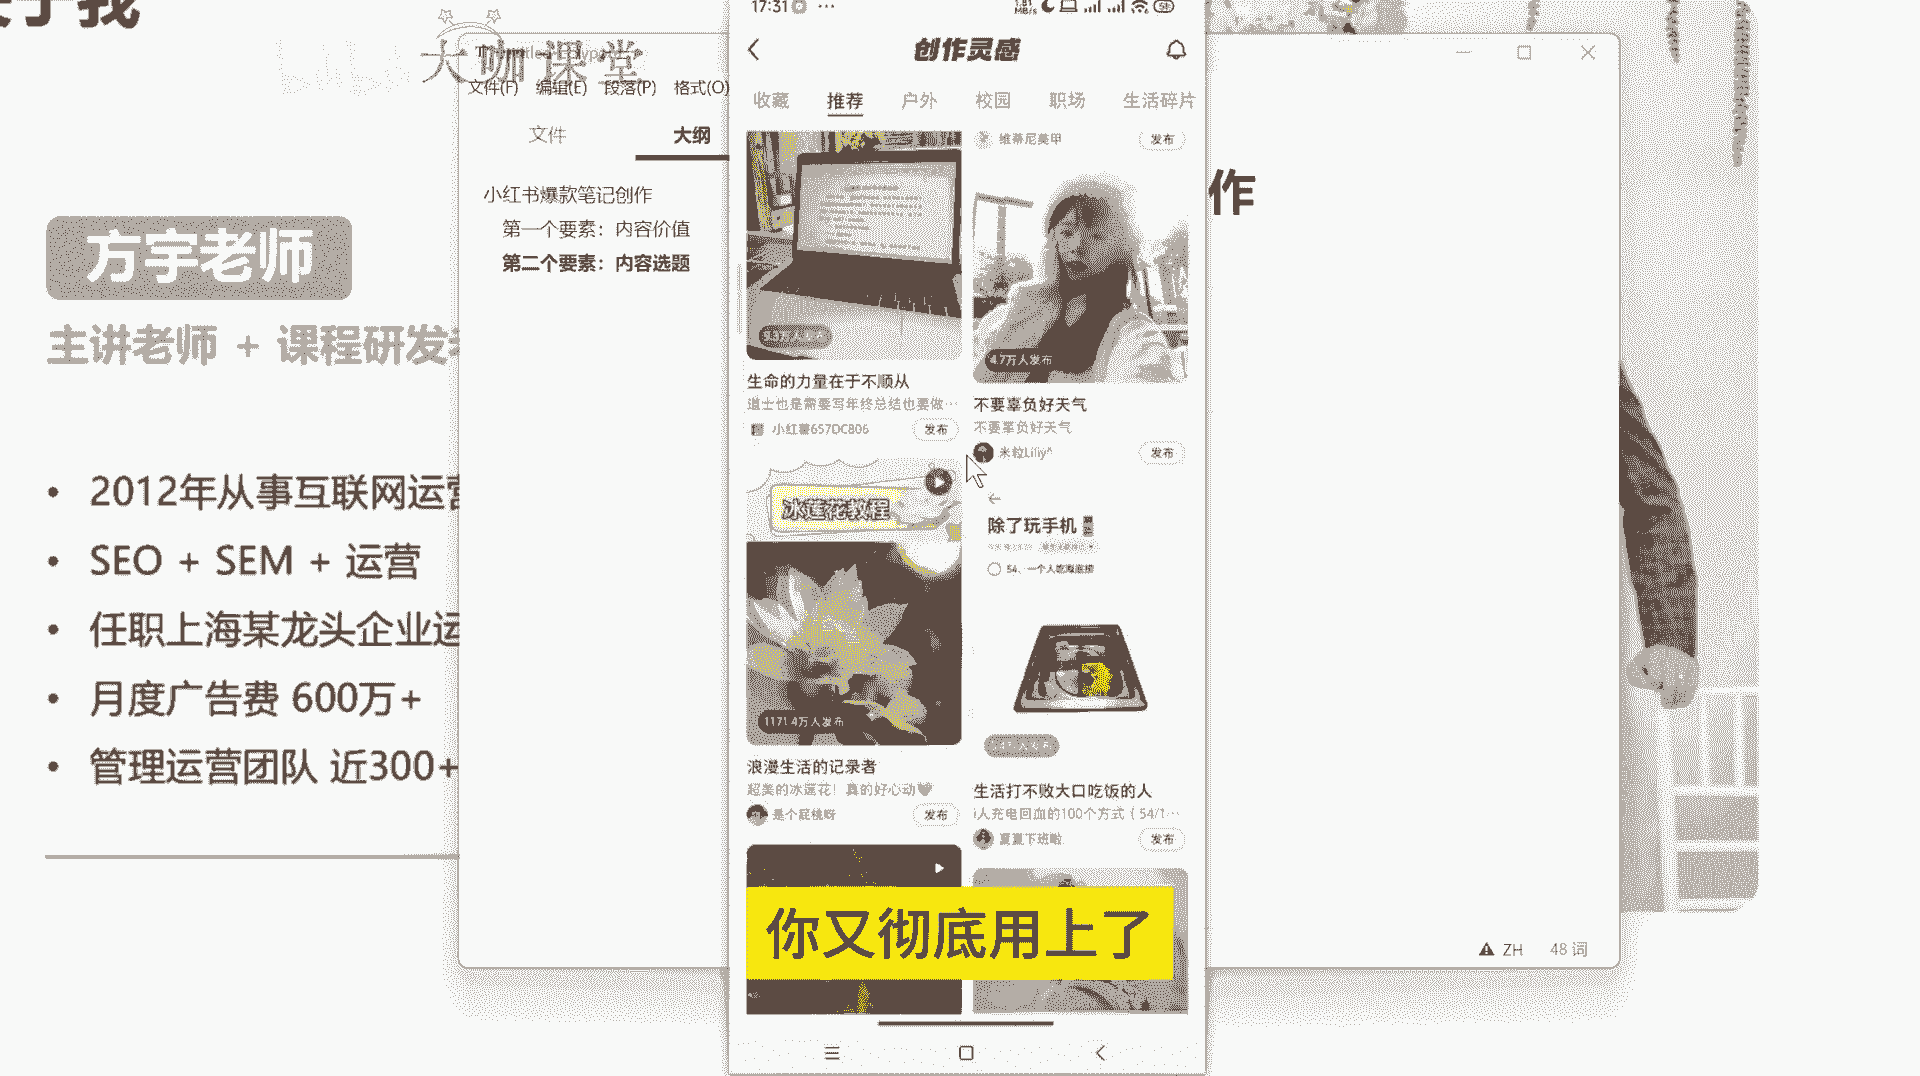 大咖课堂
方宇老师
主讲老师 + 课程研发
• 2012年从事互联网运营
• SEO + SEM + 运营
• 任职上海某龙头企业运
• 月度广告费 600万+
• 管理运营团队 近300+
文件(F) 编辑(E) 段落(P) 格式(O)
文件 大纲
小红书爆款笔记创作
第一个要素：内容价值
第二个要素：内容选题
作
ZH 48 词
17:31
创作灵感
收藏 推荐 户外 校园 职场 生活碎片
生命的力量在于不顺从
道士也是需要写年终总结也要做…
小红薯657DC806 发布
冰莲花教程
1171.4万人发布
浪漫生活的记录者
超美的冰莲花！真的好心动
是个屁桃呀 发布
维蒂尼美甲 发布
4.7万人发布
不要辜负好天气
不要辜负好天气
米粒Liliy^ 发布
除了玩手机
54、一个人吃海底捞
生活打不败大口吃饭的人
i人充电回血的100个方式（54/1…
夏夏下班啦 发布
你又彻底用上了